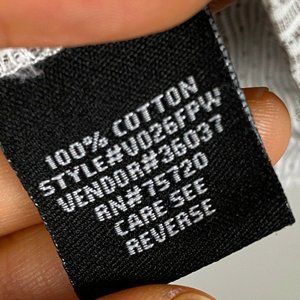 100% COTTON
STYLE#V026FPW
VENDOR#36037
RN#75720
CARE SEE
REVERSE